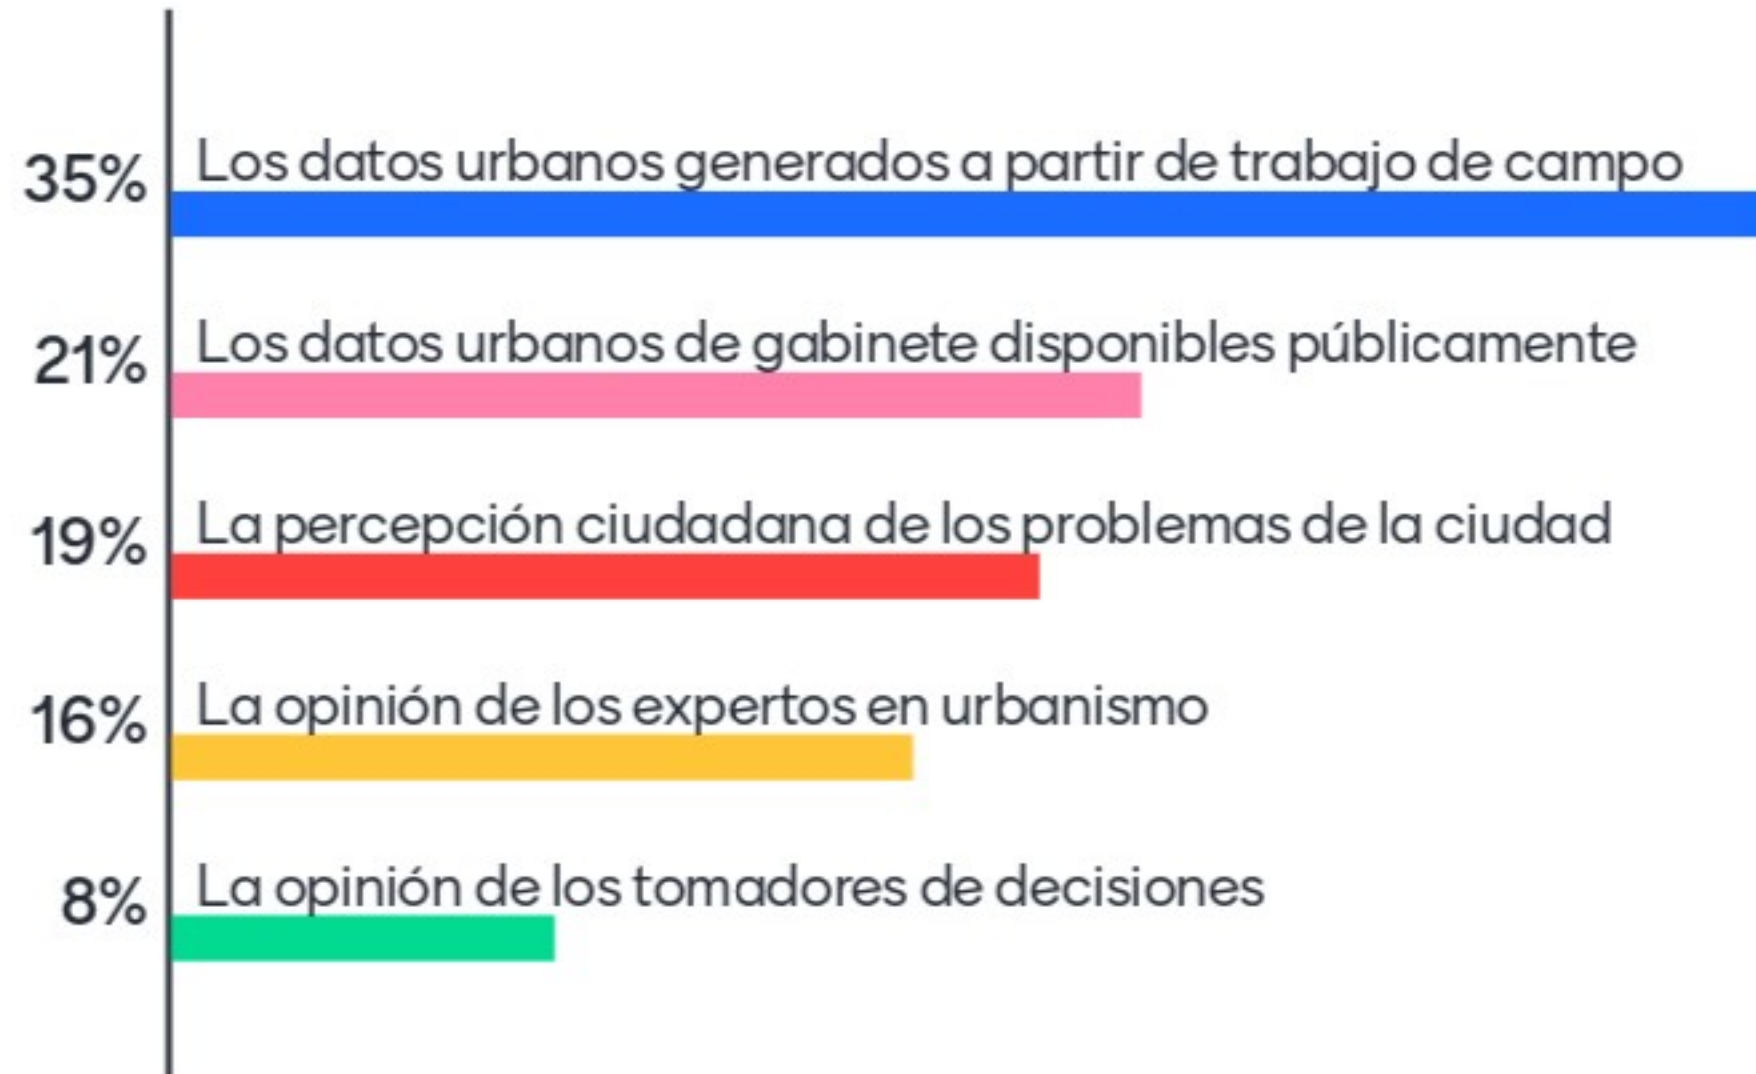 35% Los datos urbanos generados a partir de trabajo de campo
21% Los datos urbanos de gabinete disponibles públicamente
19% La percepción ciudadana de los problemas de la ciudad
16% La opinión de los expertos en urbanismo
8% La opinión de los tomadores de decisiones